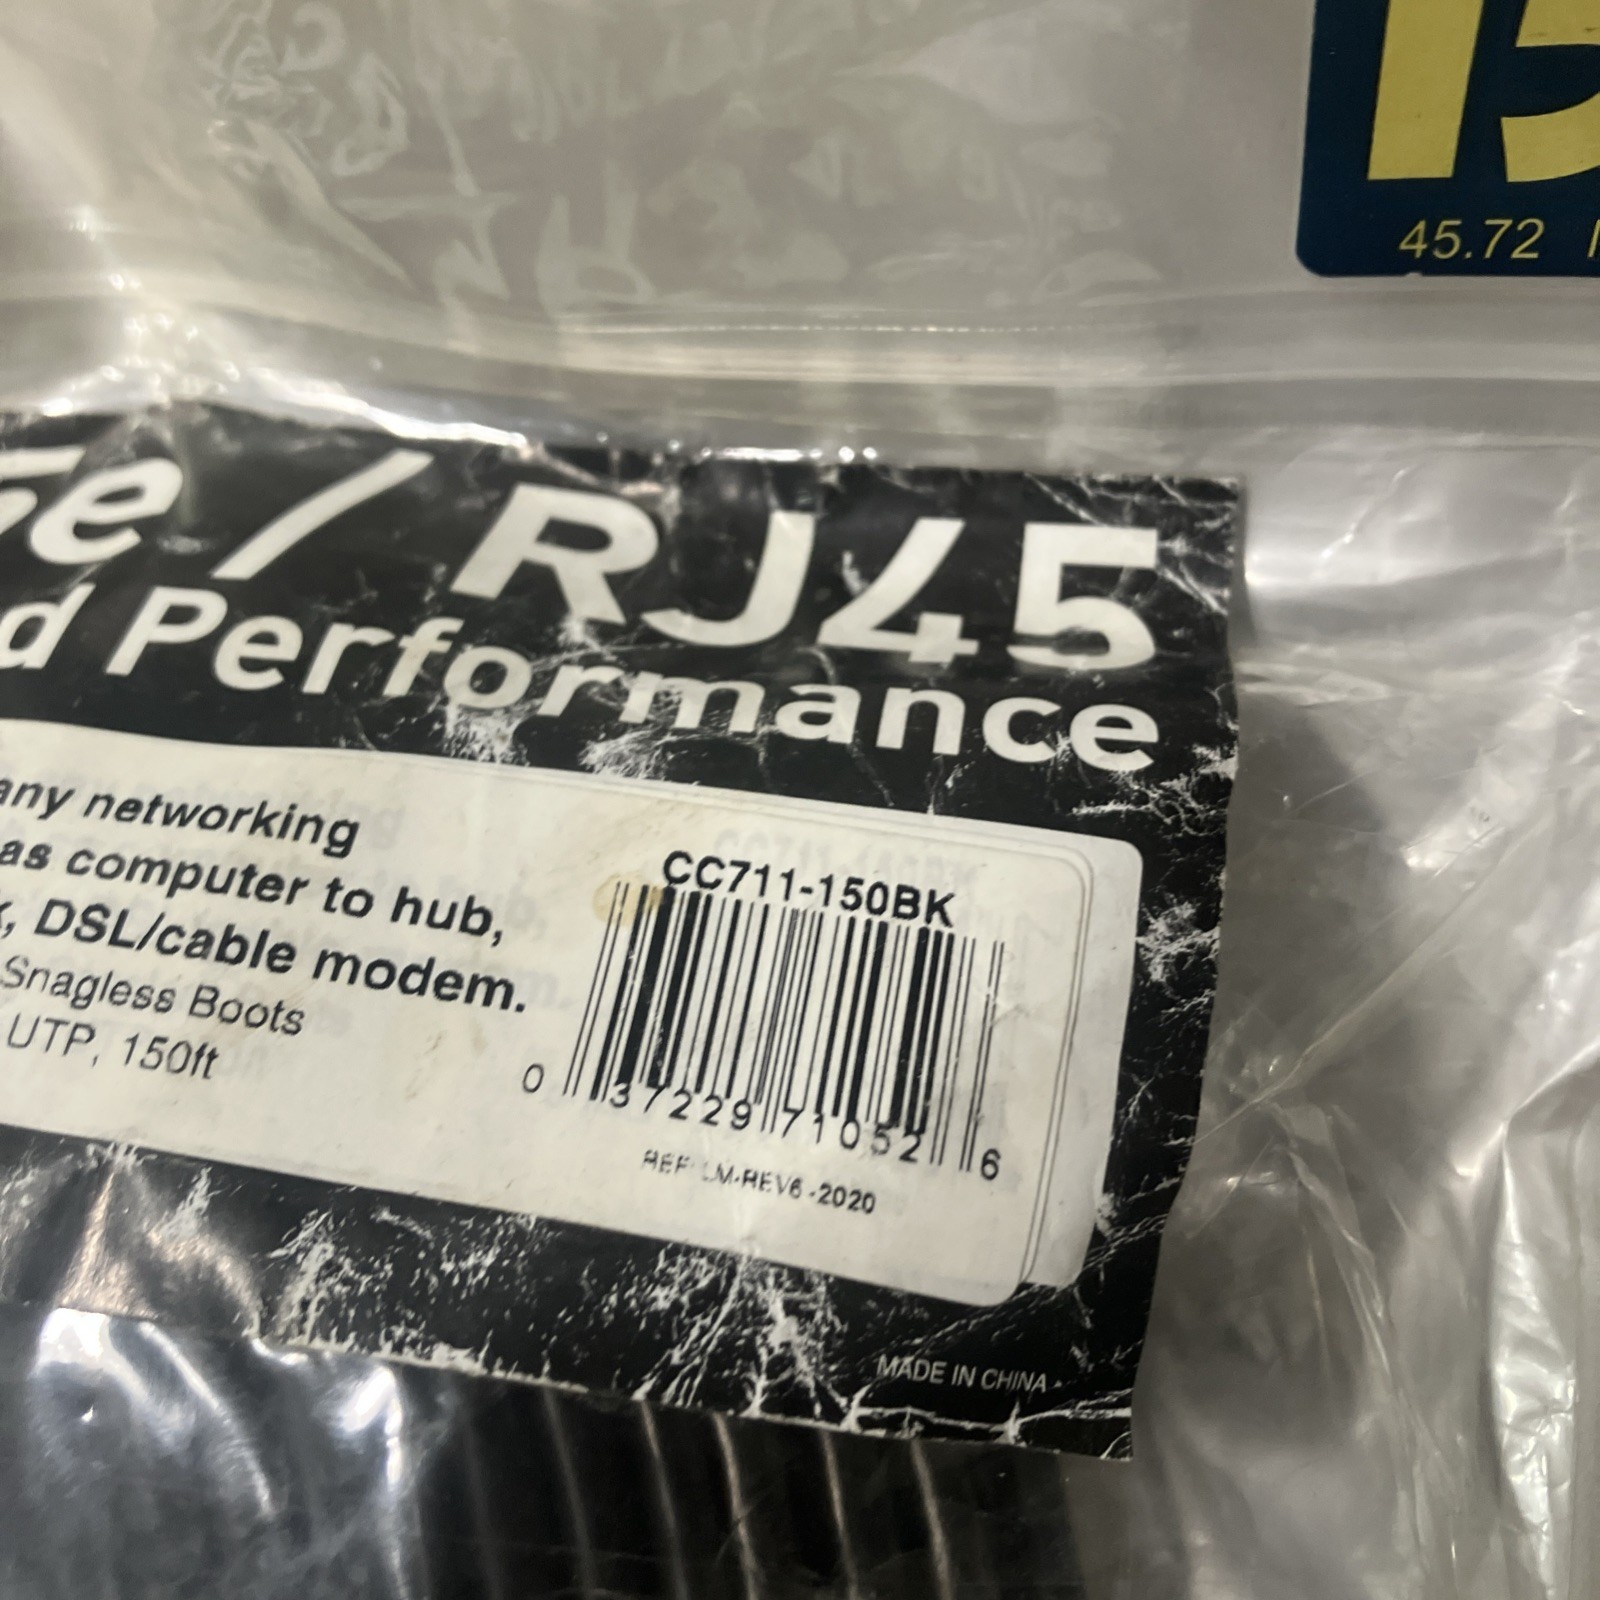 45.72
5e / RJ45
Performance
any networking
as computer to hub,
DSL/cable modem.
Snagless Boots
UTP, 150ft
CC711-150BK
0 37229 71052 6
REF: LM-REV6-2020
MADE IN CHINA